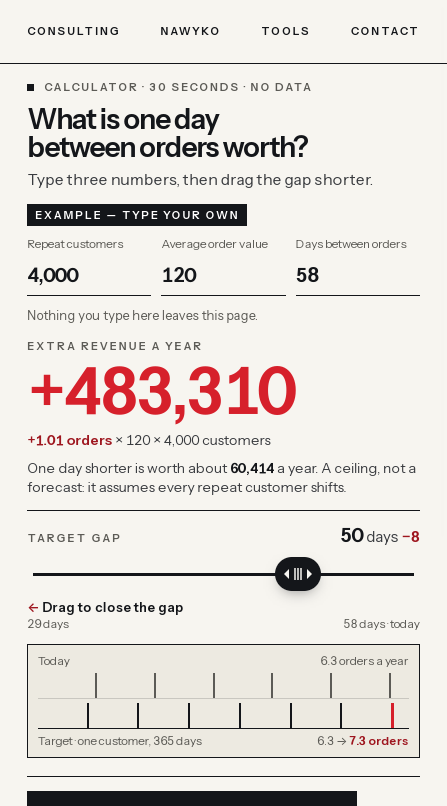 CONSULTING NAWYKO TOOLS CONTACT
CALCULATOR · 30 SECONDS · NO DATA
What is one day
between orders worth?
Type three numbers, then drag the gap shorter.
EXAMPLE — TYPE YOUR OWN
Repeat customers Average order value Days between orders
4,000 120 58
Nothing you type here leaves this page.
EXTRA REVENUE A YEAR
+483,310
+1.01 orders × 120 × 4,000 customers
One day shorter is worth about 60,414 a year. A ceiling, not a
forecast: it assumes every repeat customer shifts.
TARGET GAP 50 days −8
← Drag to close the gap
29 days 58 days · today
Today 6.3 orders a year
Target · one customer, 365 days 6.3 → 7.3 orders